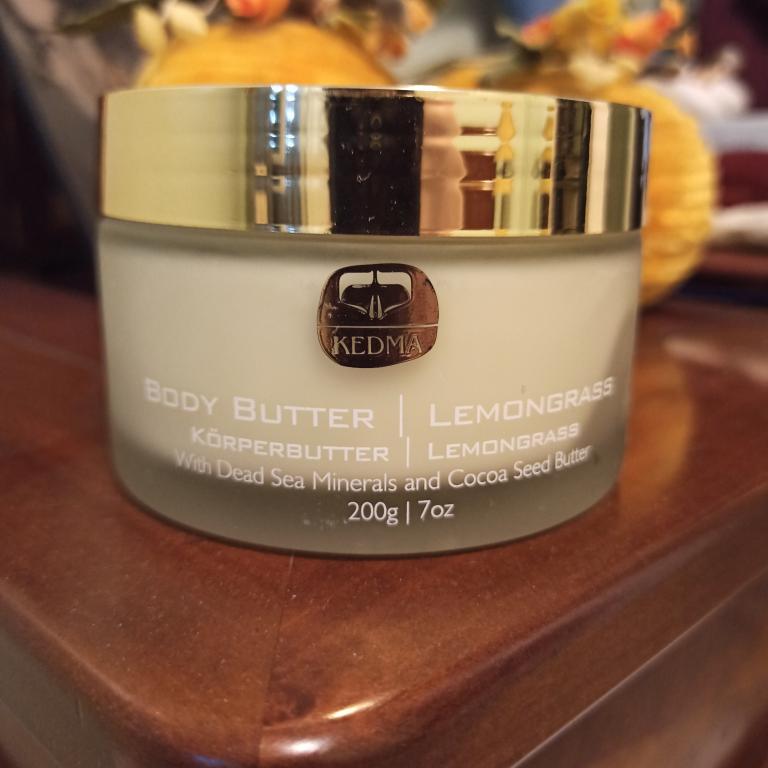 KEDMA
BODY BUTTER | LEMONGRASS
KÖRPERBUTTER | LEMONGRASS
With Dead Sea Minerals and Cocoa Seed Butter
200g | 7oz